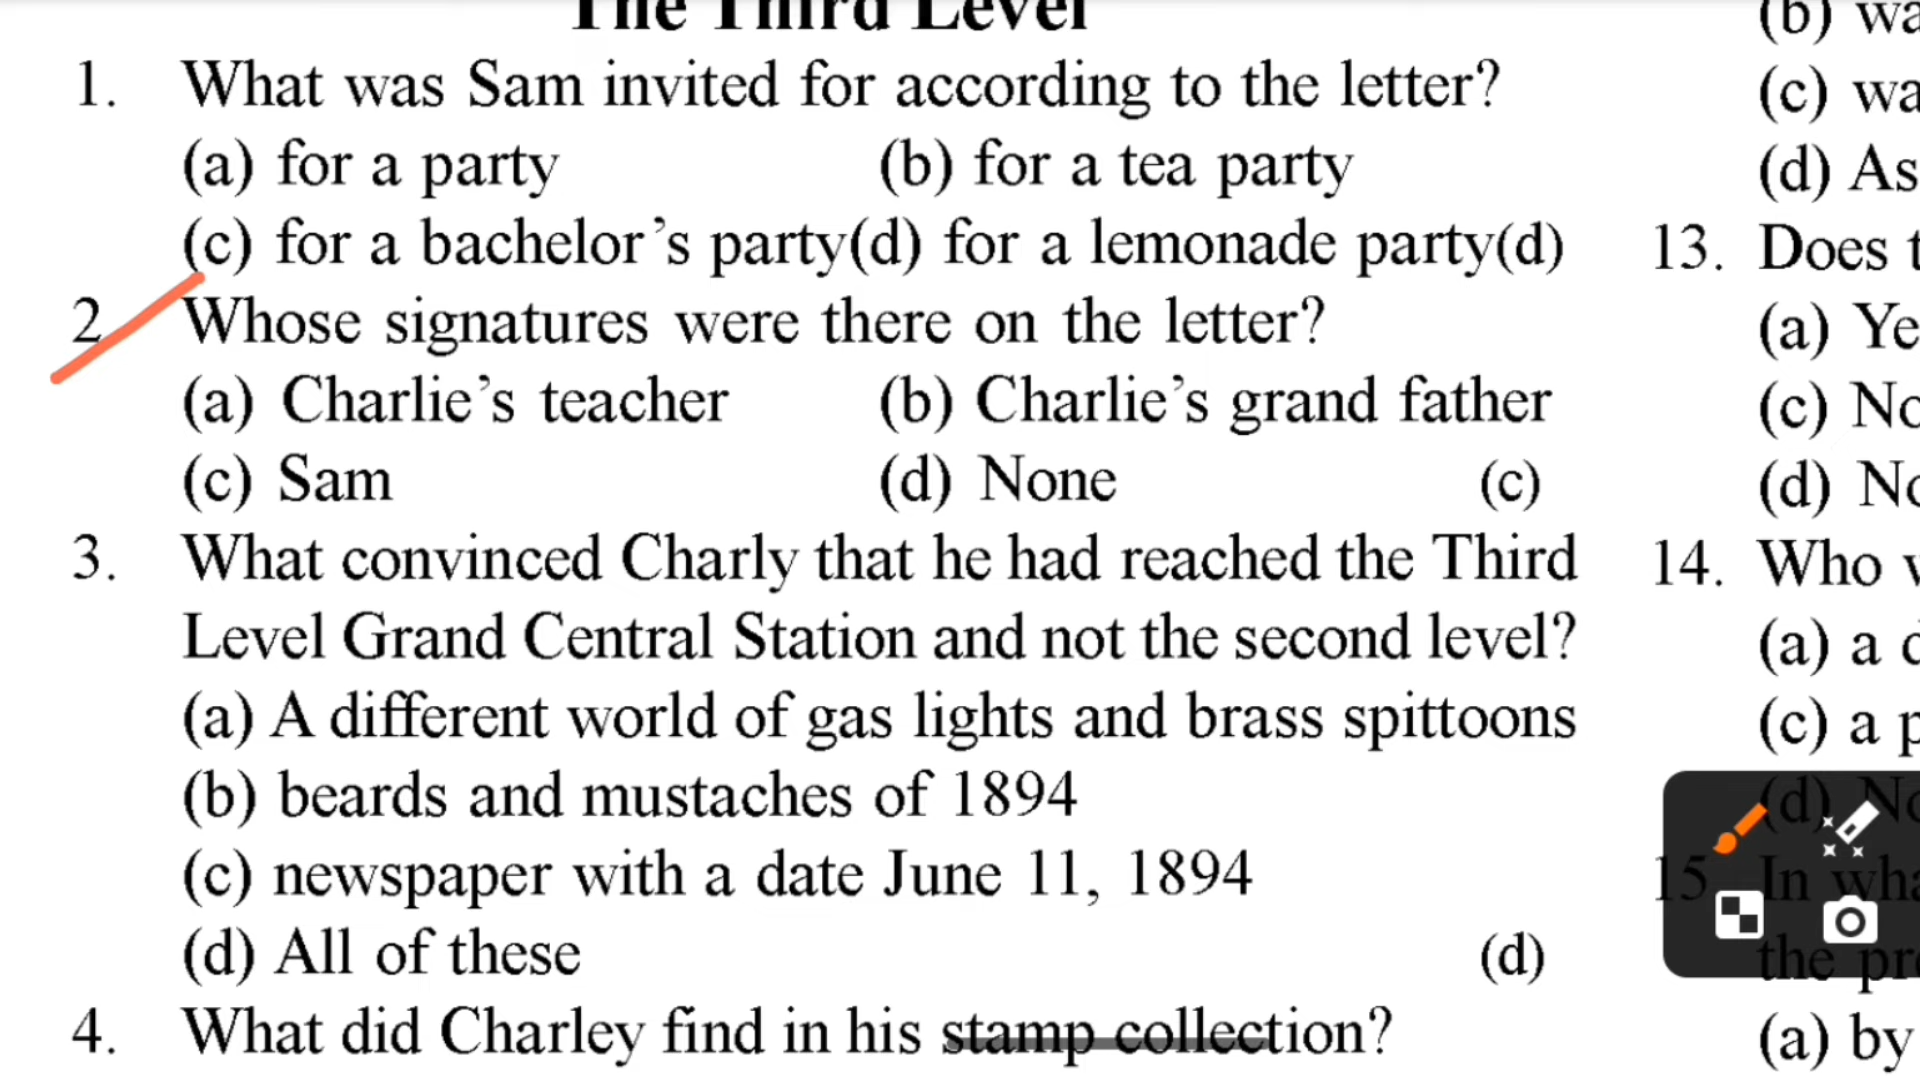 The Third Level
1. What was Sam invited for according to the letter?
(a) for a party (b) for a tea party
(c) for a bachelor’s party(d) for a lemonade party(d)
2. Whose signatures were there on the letter?
(a) Charlie’s teacher (b) Charlie’s grand father
(c) Sam (d) None (c)
3. What convinced Charly that he had reached the Third
Level Grand Central Station and not the second level?
(a) A different world of gas lights and brass spittoons
(b) beards and mustaches of 1894
(c) newspaper with a date June 11, 1894
(d) All of these (d)
4. What did Charley find in his stamp collection?
(b)
(c)
(d) As
13. Does
(a)
(c)
(d)
14. Who
(a) a
(c) a
(d)
15 In
the
(a) by